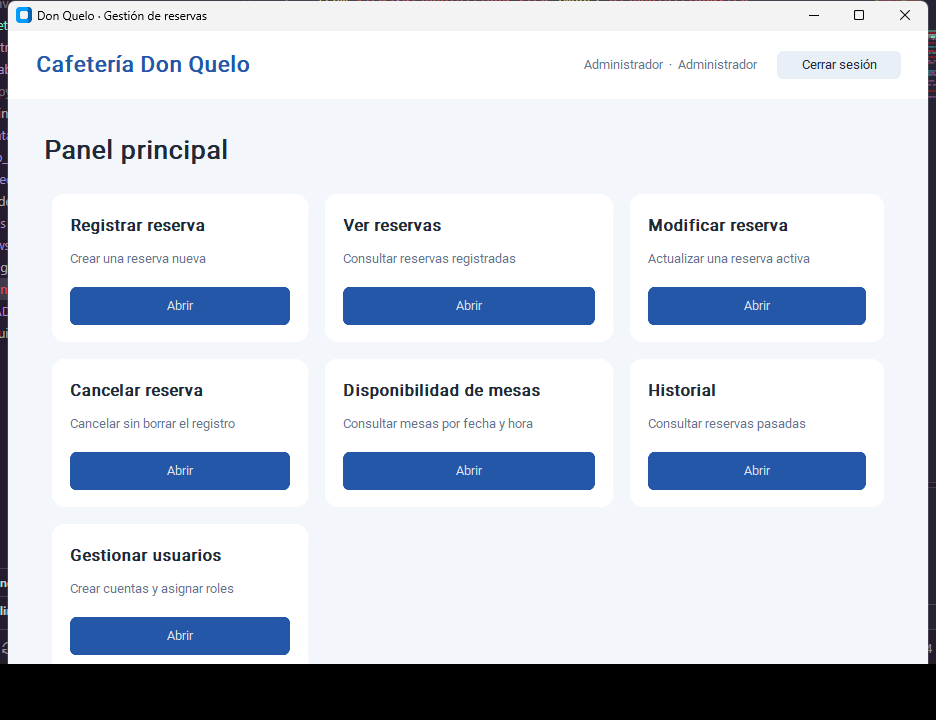 Don Quelo · Gestión de reservas
Cafetería Don Quelo
Administrador · Administrador
Cerrar sesión
Panel principal
Registrar reserva
Crear una reserva nueva
Abrir
Ver reservas
Consultar reservas registradas
Abrir
Modificar reserva
Actualizar una reserva activa
Abrir
Cancelar reserva
Cancelar sin borrar el registro
Abrir
Disponibilidad de mesas
Consultar mesas por fecha y hora
Abrir
Historial
Consultar reservas pasadas
Abrir
Gestionar usuarios
Crear cuentas y asignar roles
Abrir